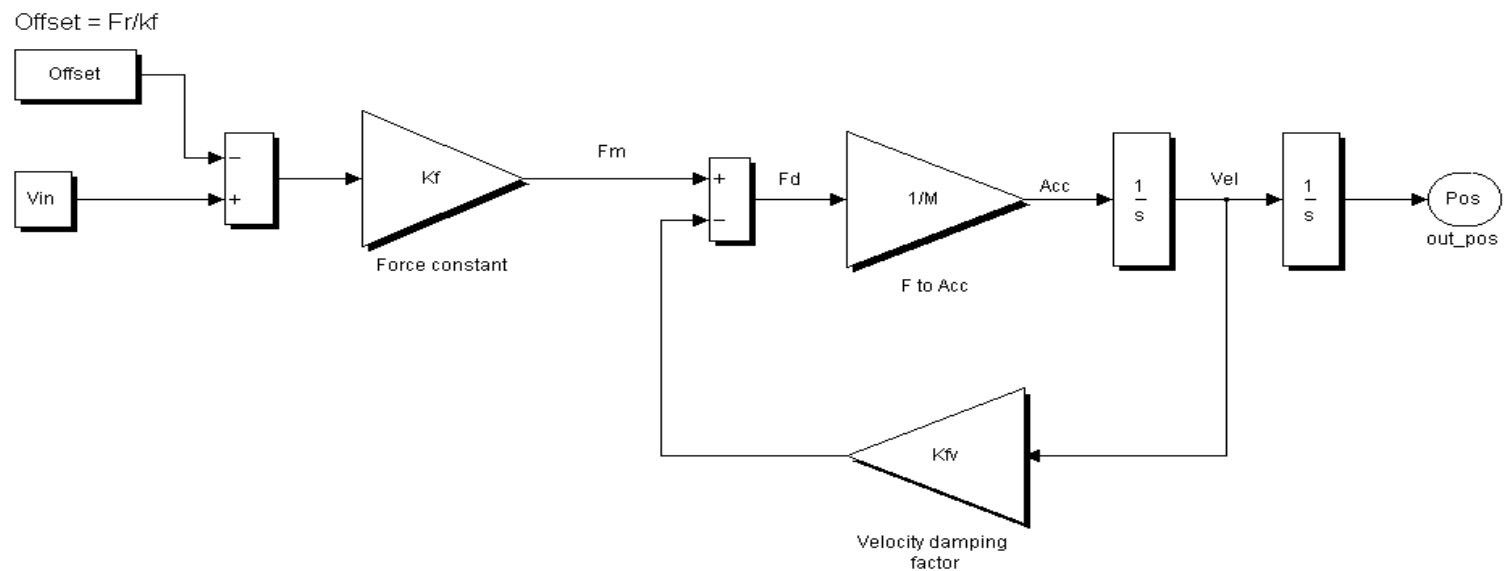 Offset = Fr/kf
Offset
−
Vin
+
Kf
Force constant
Fm
+
−
Fd
1/M
F to Acc
Acc
1
s
Vel
1
s
Pos
out_pos
Kfv
Velocity damping
factor